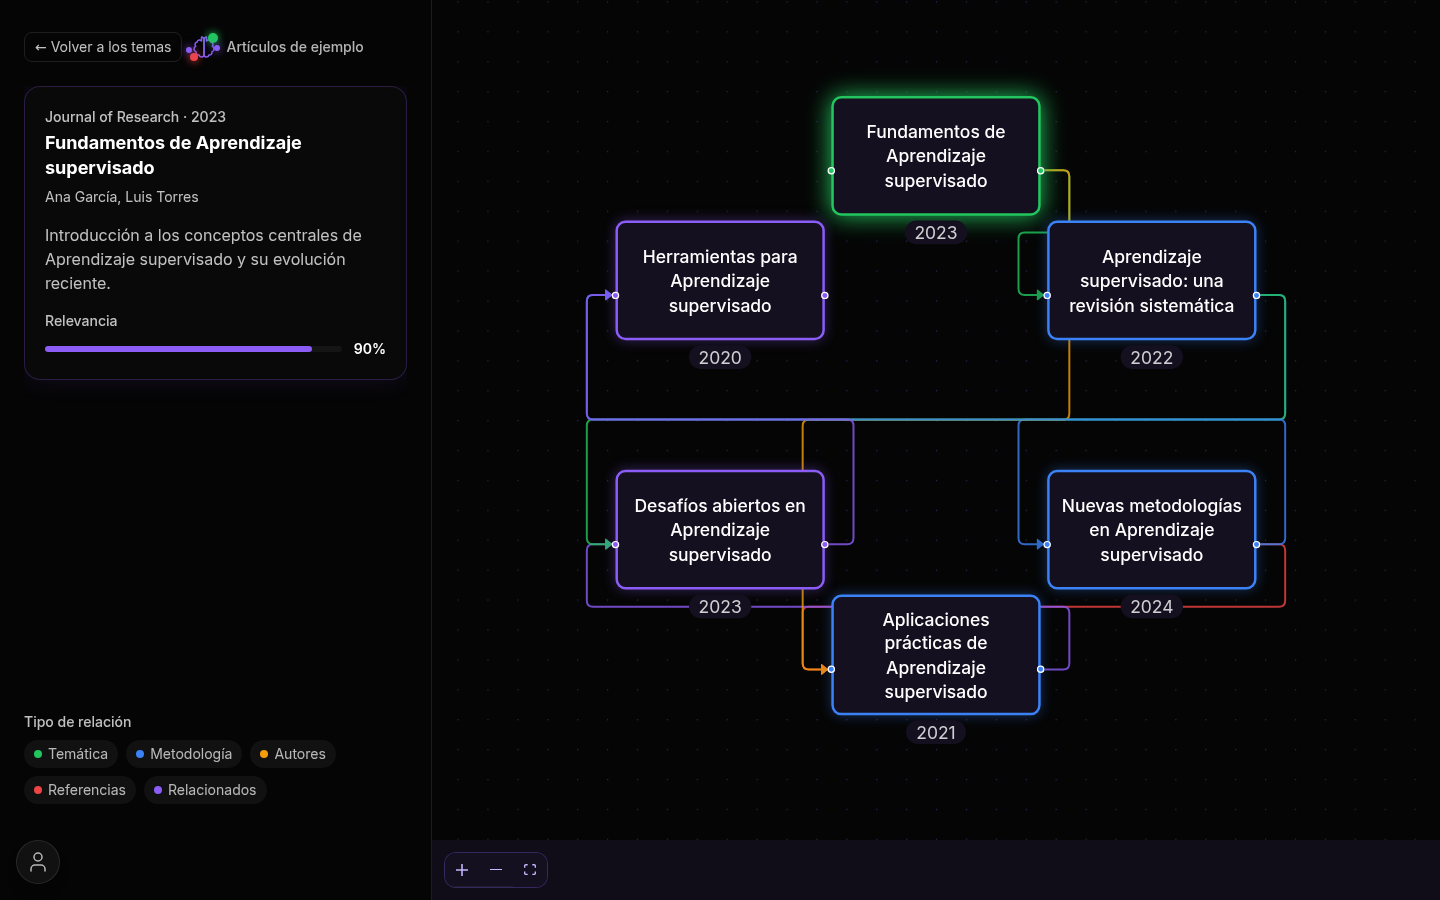 ← Volver a los temas
Artículos de ejemplo
Journal of Research · 2023
Fundamentos de Aprendizaje
supervisado
Ana García, Luis Torres
Introducción a los conceptos centrales de
Aprendizaje supervisado y su evolución
reciente.
Relevancia
90%
Tipo de relación
Temática
Metodología
Autores
Referencias
Relacionados
Fundamentos de
Aprendizaje
supervisado
2023
Herramientas para
Aprendizaje
supervisado
2020
Aprendizaje
supervisado: una
revisión sistemática
2022
Desafíos abiertos en
Aprendizaje
supervisado
2023
Nuevas metodologías
en Aprendizaje
supervisado
2024
Aplicaciones
prácticas de
Aprendizaje
supervisado
2021